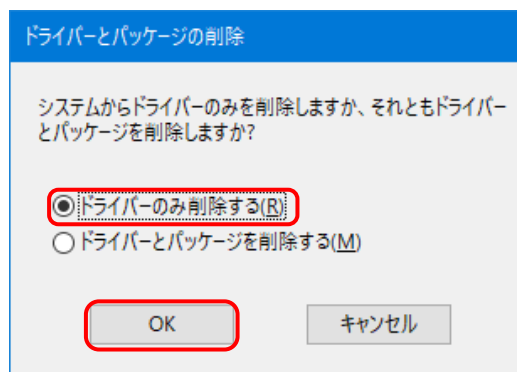 ドライバーとパッケージの削除
システムからドライバーのみを削除しますか、それともドライバー
とパッケージを削除しますか?
ドライバーのみ削除する(R)
ドライバーとパッケージを削除する(M)
OK キャンセル